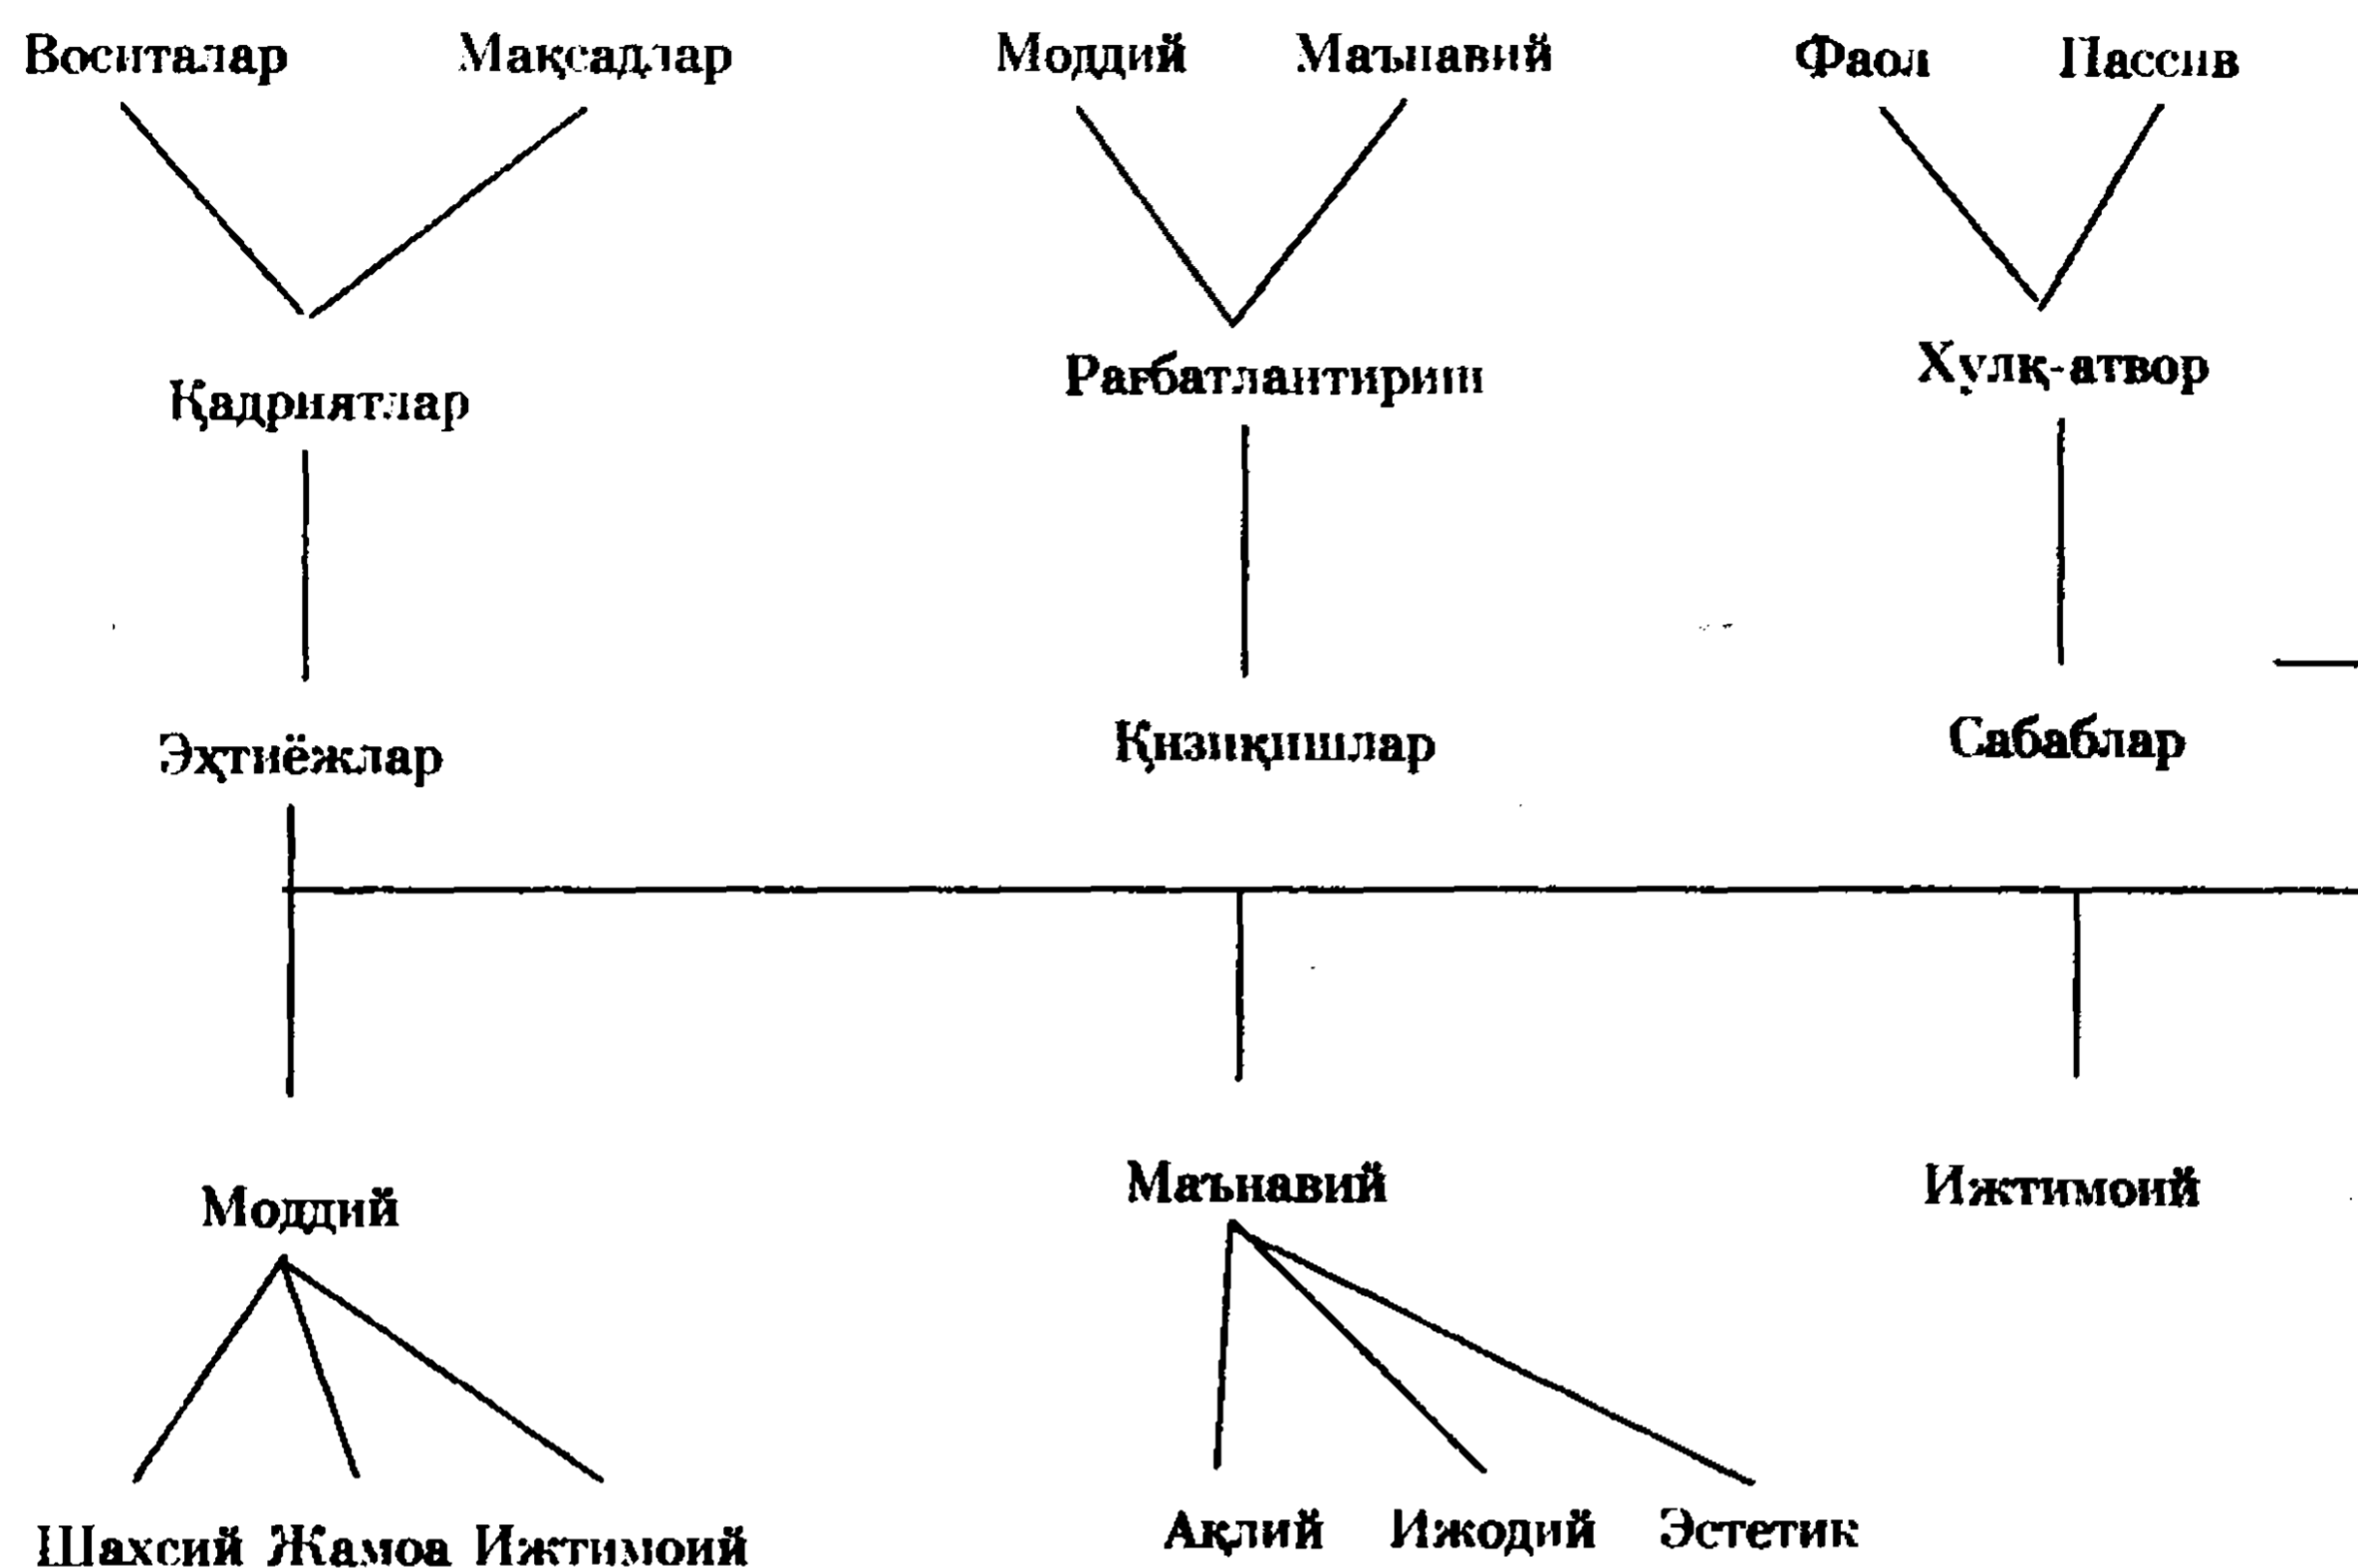 Воситалар Мақсадлар Моддий Маънавий Фаол Пассив
Қадриятлар Рағбатлантириш Хулқ-атвор
Эҳтиёжлар Қизиқишлар Сабаблар
Моддий Маънавий Ижтимоий
Шахсий Жамоа Ижтимоий Ақлий Ижодий Эстетик